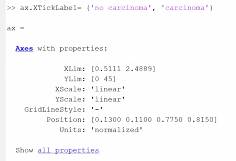 >> ax.XTickLabel= {'no carcinoma', 'carcinoma'}
ax =
Axes with properties:
XLim: [0.5111 2.4889]
YLim: [0 45]
XScale: 'linear'
YScale: 'linear'
GridLineStyle: '-'
Position: [0.1300 0.1100 0.7750 0.8150]
Units: 'normalized'
Show all properties